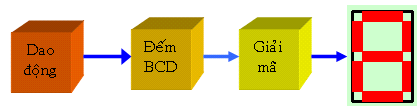 Dao
động
Đếm
BCD
Giải
mã